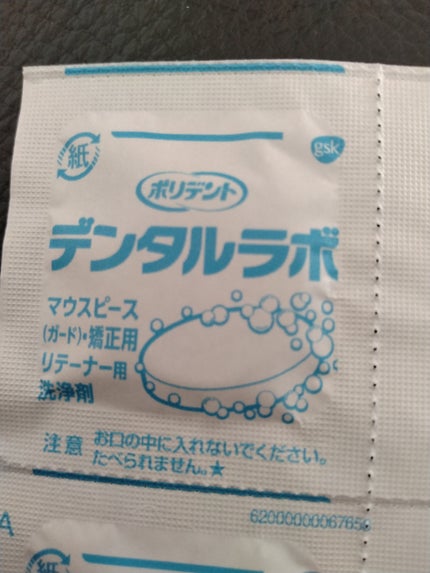 紙
gsk
ポリデント
デンタルラボ
マウスピース
(ガード)・矯正用
リテーナー用
洗浄剤
注意 お口の中に入れないでください。
たべられません。★
A
紙